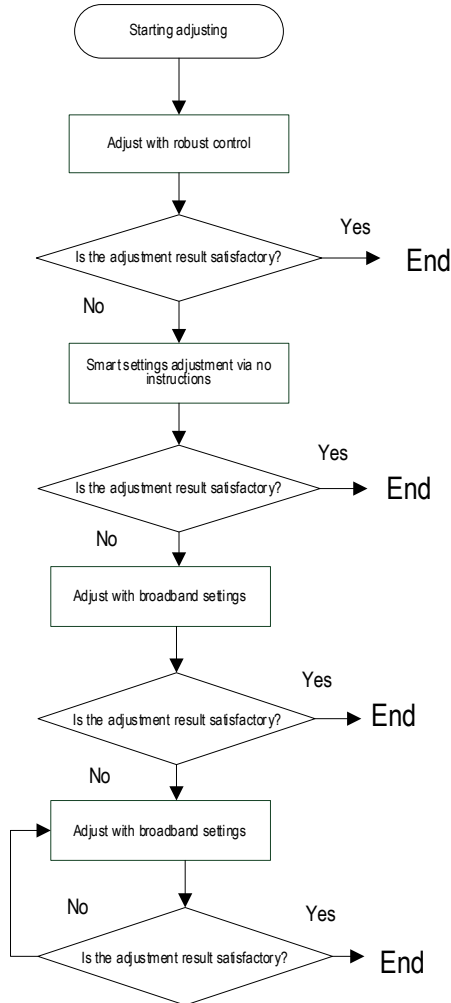 Starting adjusting
Adjust with robust control
Is the adjustment result satisfactory?
Yes
End
No
Smart settings adjustment via no
instructions
Is the adjustment result satisfactory?
Yes
End
No
Adjust with broadband settings
Is the adjustment result satisfactory?
Yes
End
No
Adjust with broadband settings
No
Is the adjustment result satisfactory?
Yes
End